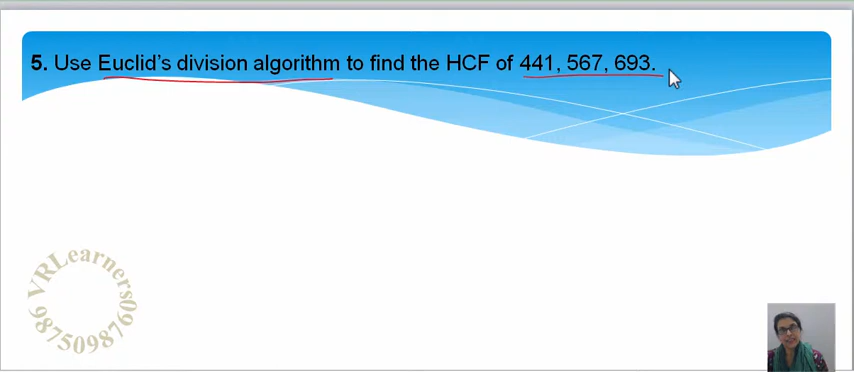 5. Use Euclid's division algorithm to find the HCF of 441, 567, 693.
VRLearners
9875098760